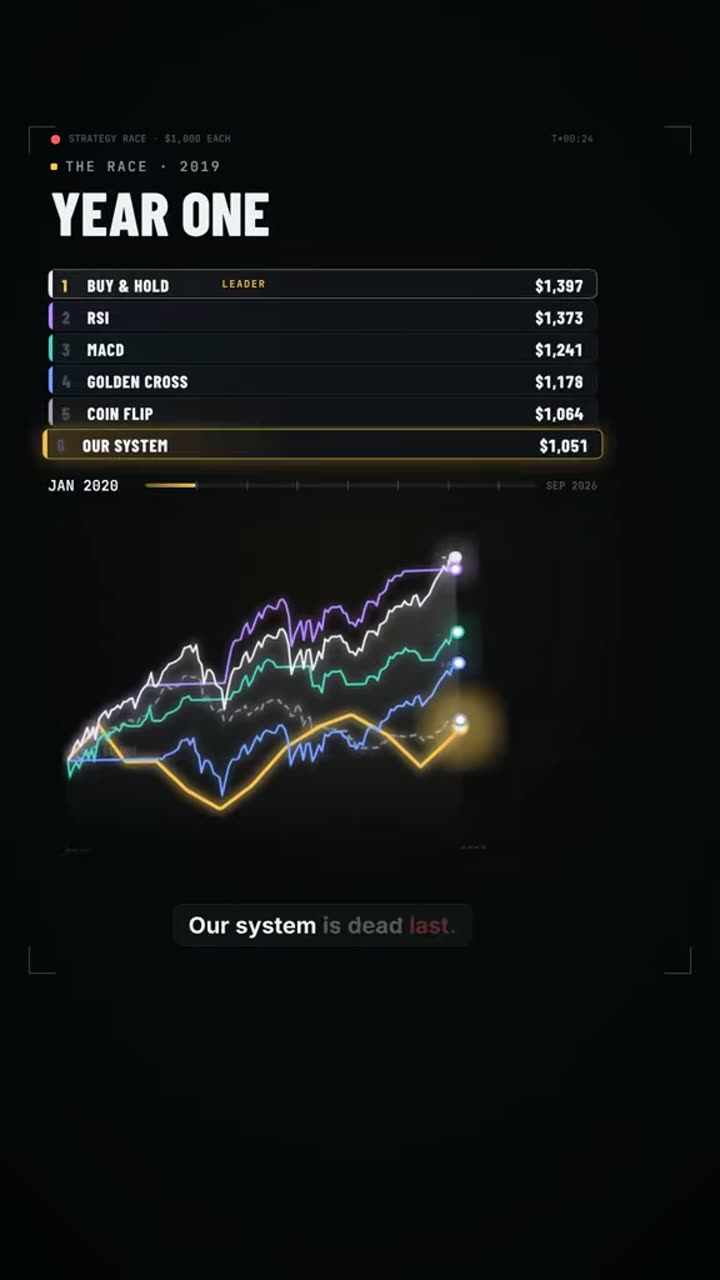 STRATEGY RACE · $1,000 EACH T+00:24
THE RACE · 2019
YEAR ONE
1 BUY & HOLD LEADER $1,397
2 RSI $1,373
3 MACD $1,241
4 GOLDEN CROSS $1,178
5 COIN FLIP $1,064
6 OUR SYSTEM $1,051
JAN 2020 SEP 2026
Our system is dead last.